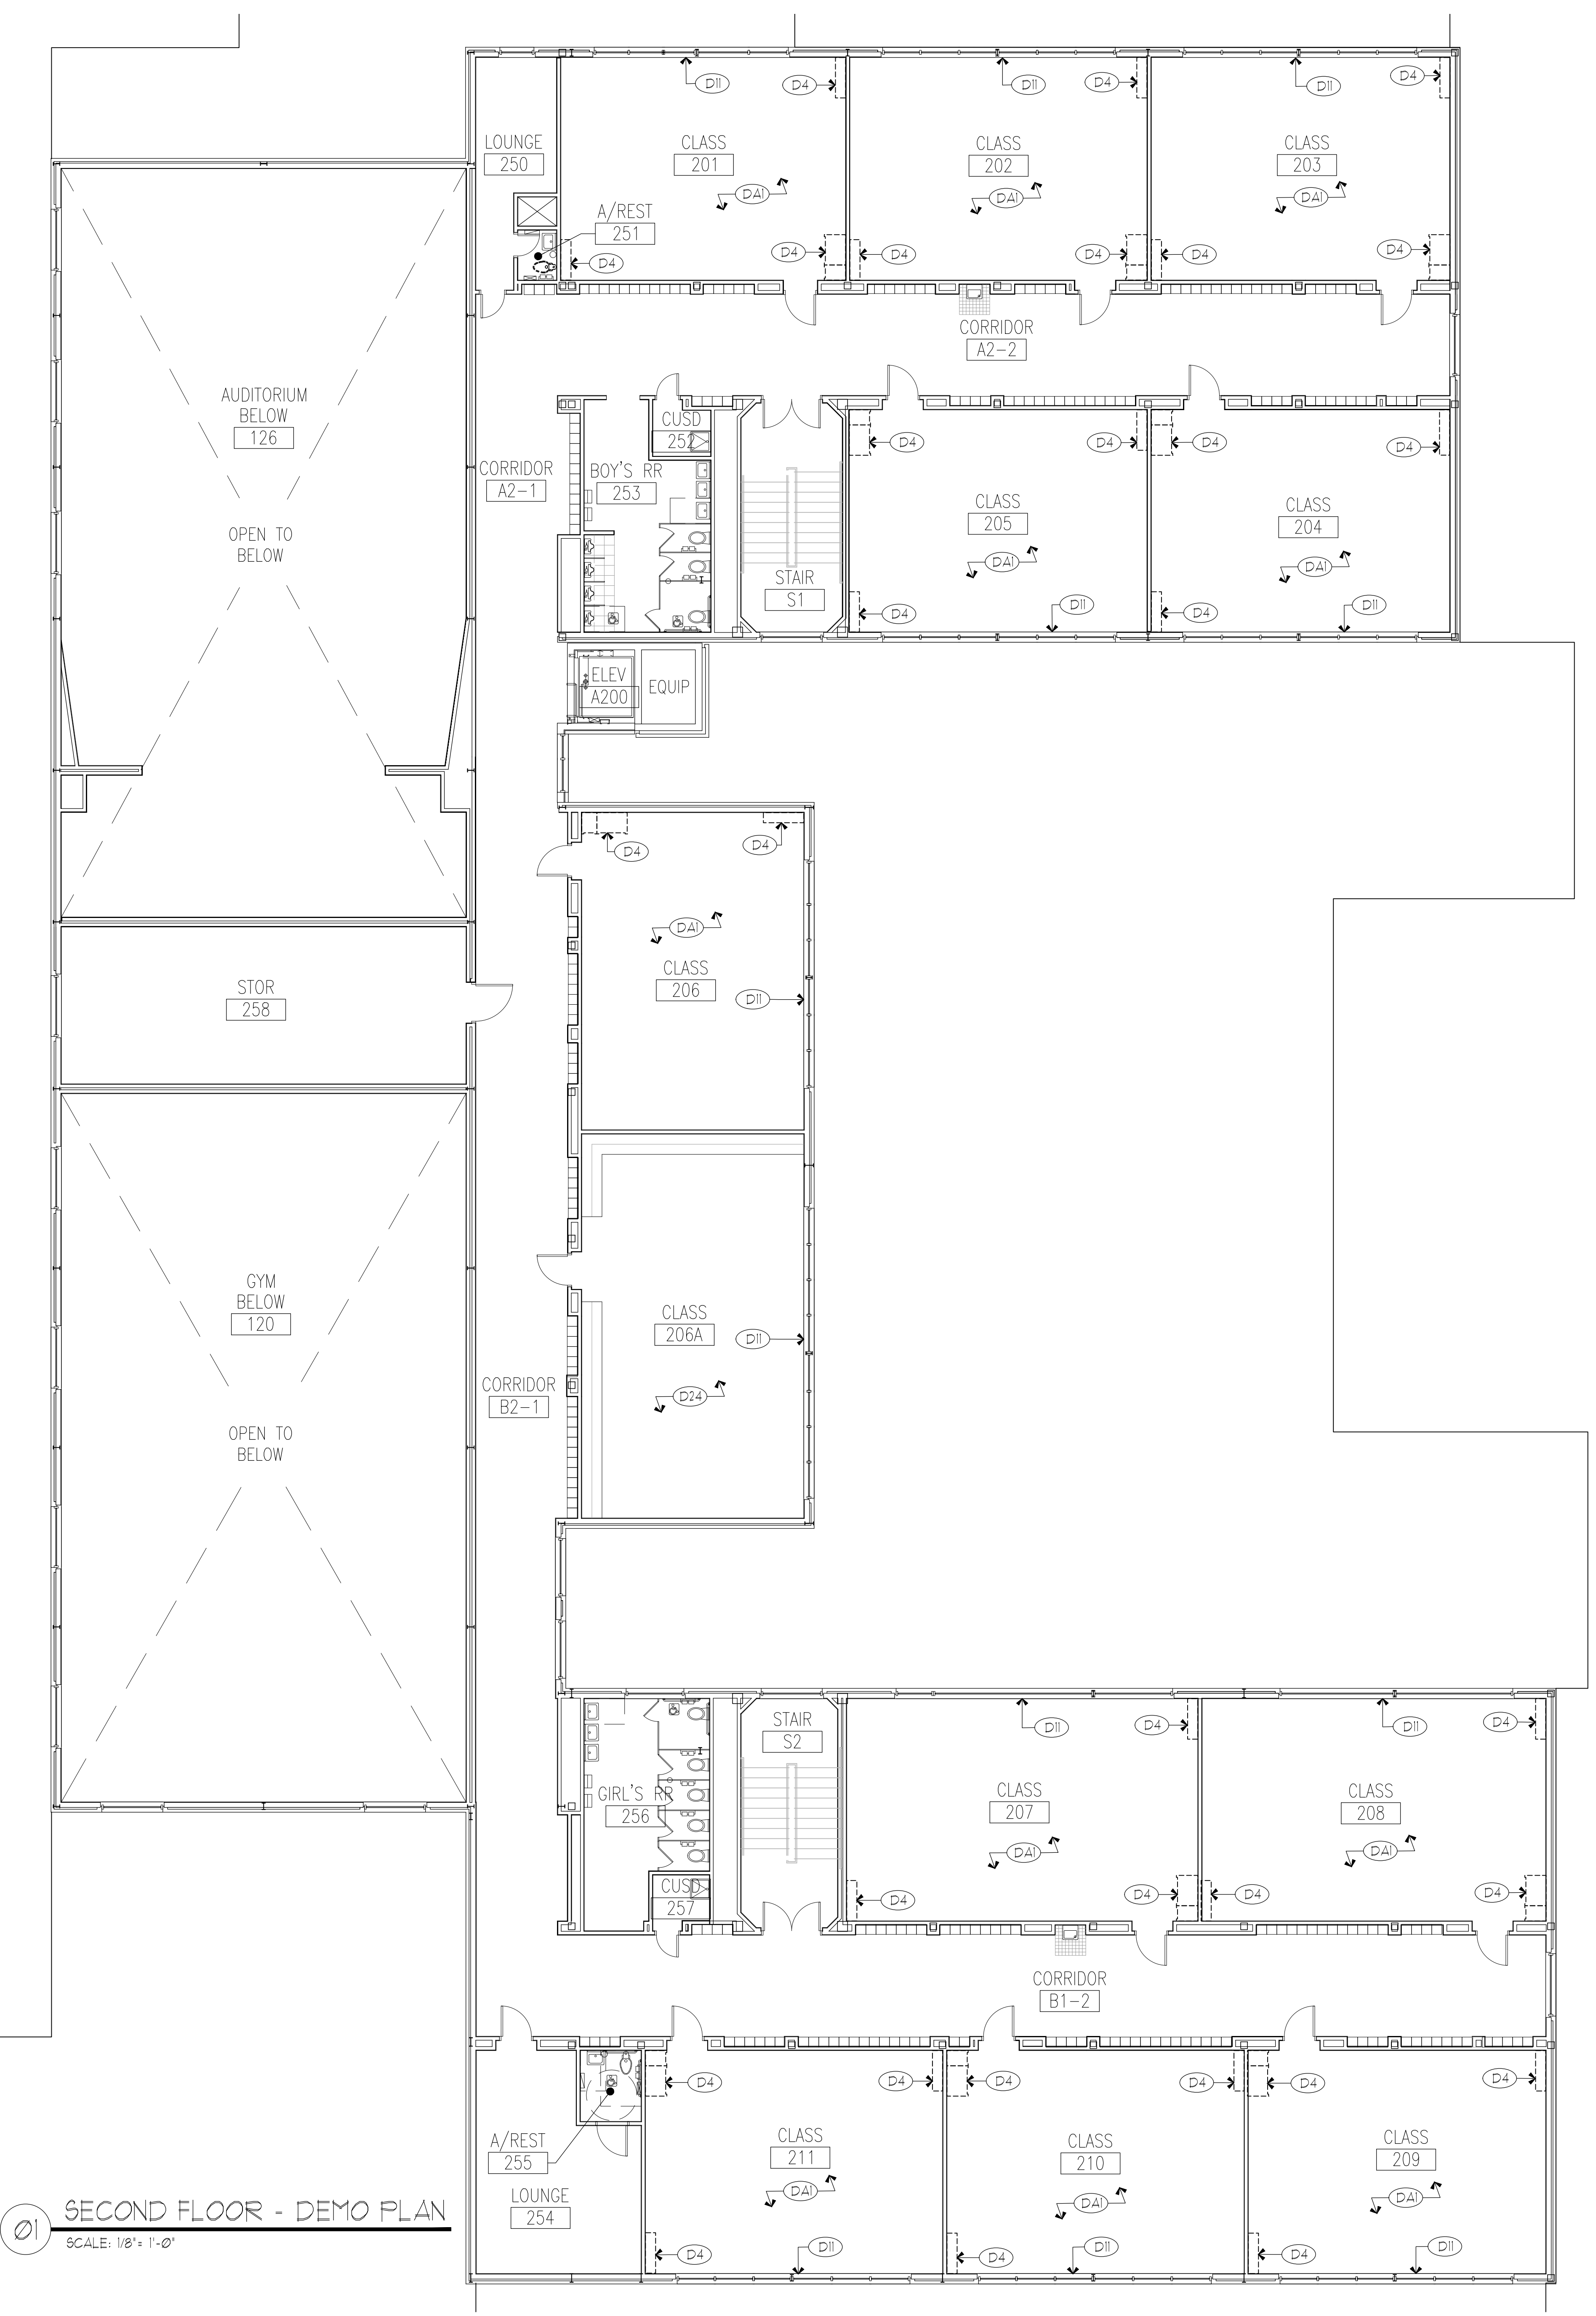 D11
D4
D11
D4
D11
D4
LOUNGE
250
CLASS
201
CLASS
202
CLASS
203
DA1
DA1
DA1
A/REST
251
D4
D4
D4
D4
D4
D4
CORRIDOR
A2-2
AUDITORIUM
BELOW
126
CUSD
252
D4
D4
D4
D4
CORRIDOR
A2-1
BOY'S RR
253
CLASS
205
CLASS
204
OPEN TO
BELOW
DA1
DA1
STAIR
S1
D4
D11
D4
D11
ELEV
A200
EQUIP
D4
D4
DA1
CLASS
206
D11
STOR
258
GYM
BELOW
120
CLASS
206A
D11
CORRIDOR
B2-1
D24
OPEN TO
BELOW
STAIR
S2
D11
D4
D11
D4
GIRL'S RR
256
CLASS
207
CLASS
208
DA1
DA1
CUSD
257
D4
D4
D4
D4
CORRIDOR
B1-2
D4
D4
D4
D4
D4
D4
A/REST
255
CLASS
211
CLASS
210
CLASS
209
DA1
DA1
DA1
LOUNGE
254
D4
D11
D4
D11
D4
D11
01
SECOND FLOOR - DEMO PLAN
SCALE: 1/8"= 1'-0"